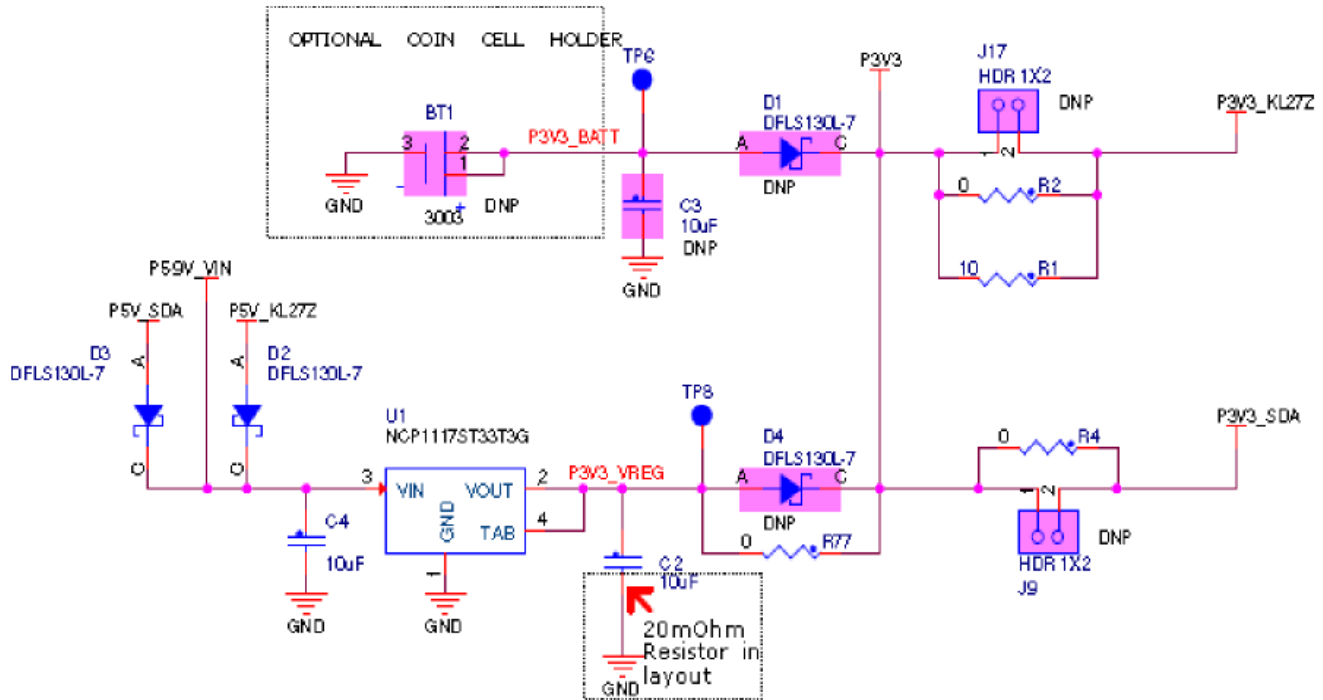 OPTIONAL COIN CELL HOLDER
BT1
3
2
1
P3V3_BATT
-
+
3003
DNP
GND
TP6
C3
10uF
DNP
GND
D1
DFLS130L-7
A
C
DNP
P3V3
J17
HDR 1X2
DNP
1
2
P3V3_KL27Z
0
R2
10
R1
P5-9V_VIN
P5V_SDA
P5V_KL27Z
D3
DFLS130L-7
A
C
D2
DFLS130L-7
A
C
C4
10uF
GND
U1
NCP1117ST33T3G
3
VIN
VOUT
2
GND
TAB
4
1
GND
P3V3_VREG
C2
10uF
20mOhm
Resistor in
layout
GND
TP8
D4
DFLS130L-7
A
C
DNP
0
R77
0
R4
P3V3_SDA
1
2
DNP
HDR 1X2
J9